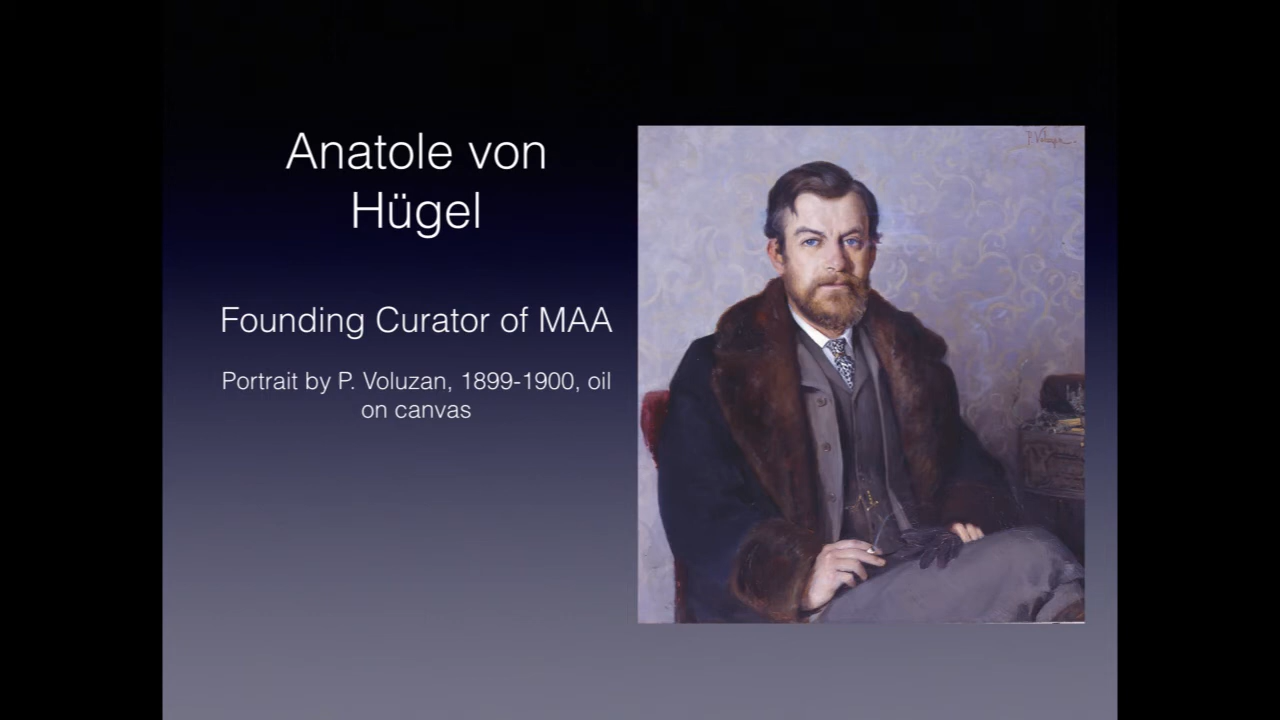 Anatole von
Hügel
Founding Curator of MAA
Portrait by P. Voluzan, 1899-1900, oil
on canvas